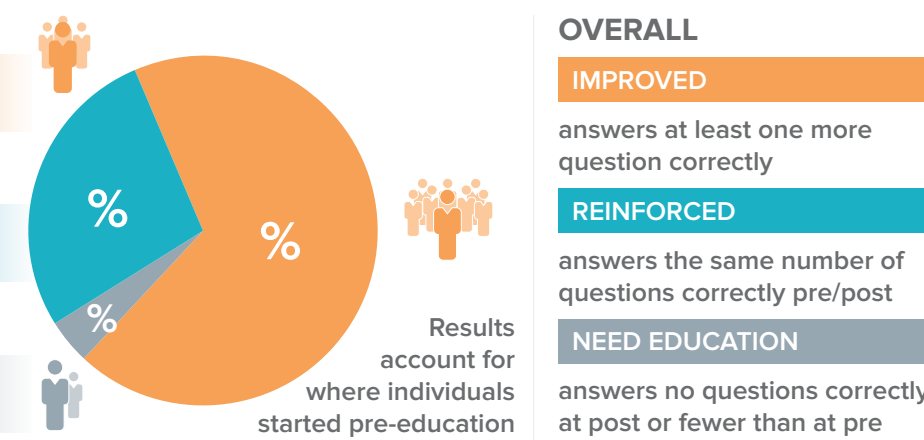 %
%
%
Results
account for
where individuals
started pre-education
OVERALL
IMPROVED
answers at least one more
question correctly
REINFORCED
answers the same number of
questions correctly pre/post
NEED EDUCATION
answers no questions correctly
at post or fewer than at pre